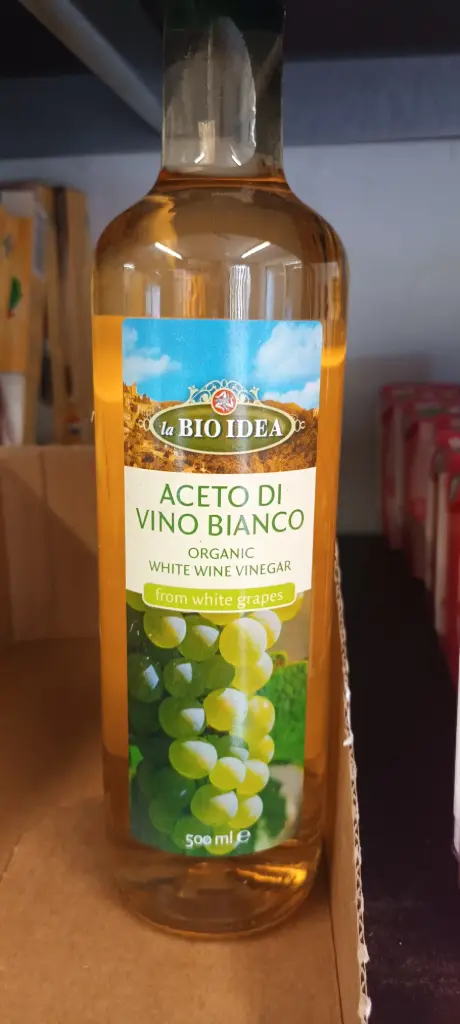 la BIO IDEA
ACETO DI
VINO BIANCO
ORGANIC
WHITE WINE VINEGAR
from white grapes
500 ml e